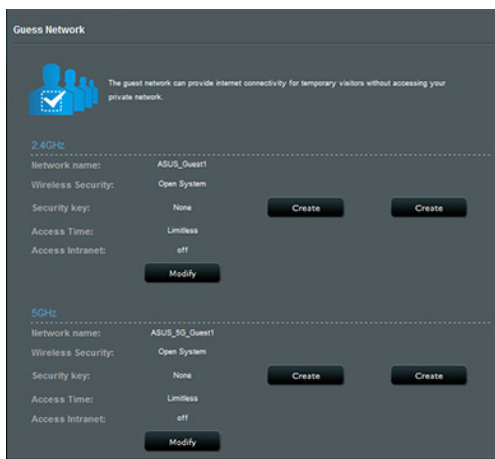 Guess Network
The guest network can provide internet connectivity for temporary visitors without accessing your
private network.
2.4GHz
Network name: ASUS_Guest1
Wireless Security: Open System
Security key: None Create Create
Access Time: Limitless
Access Intranet: off
Modify
5GHz
Network name: ASUS_5G_Guest1
Wireless Security: Open System
Security key: None Create Create
Access Time: Limitless
Access Intranet: off
Modify